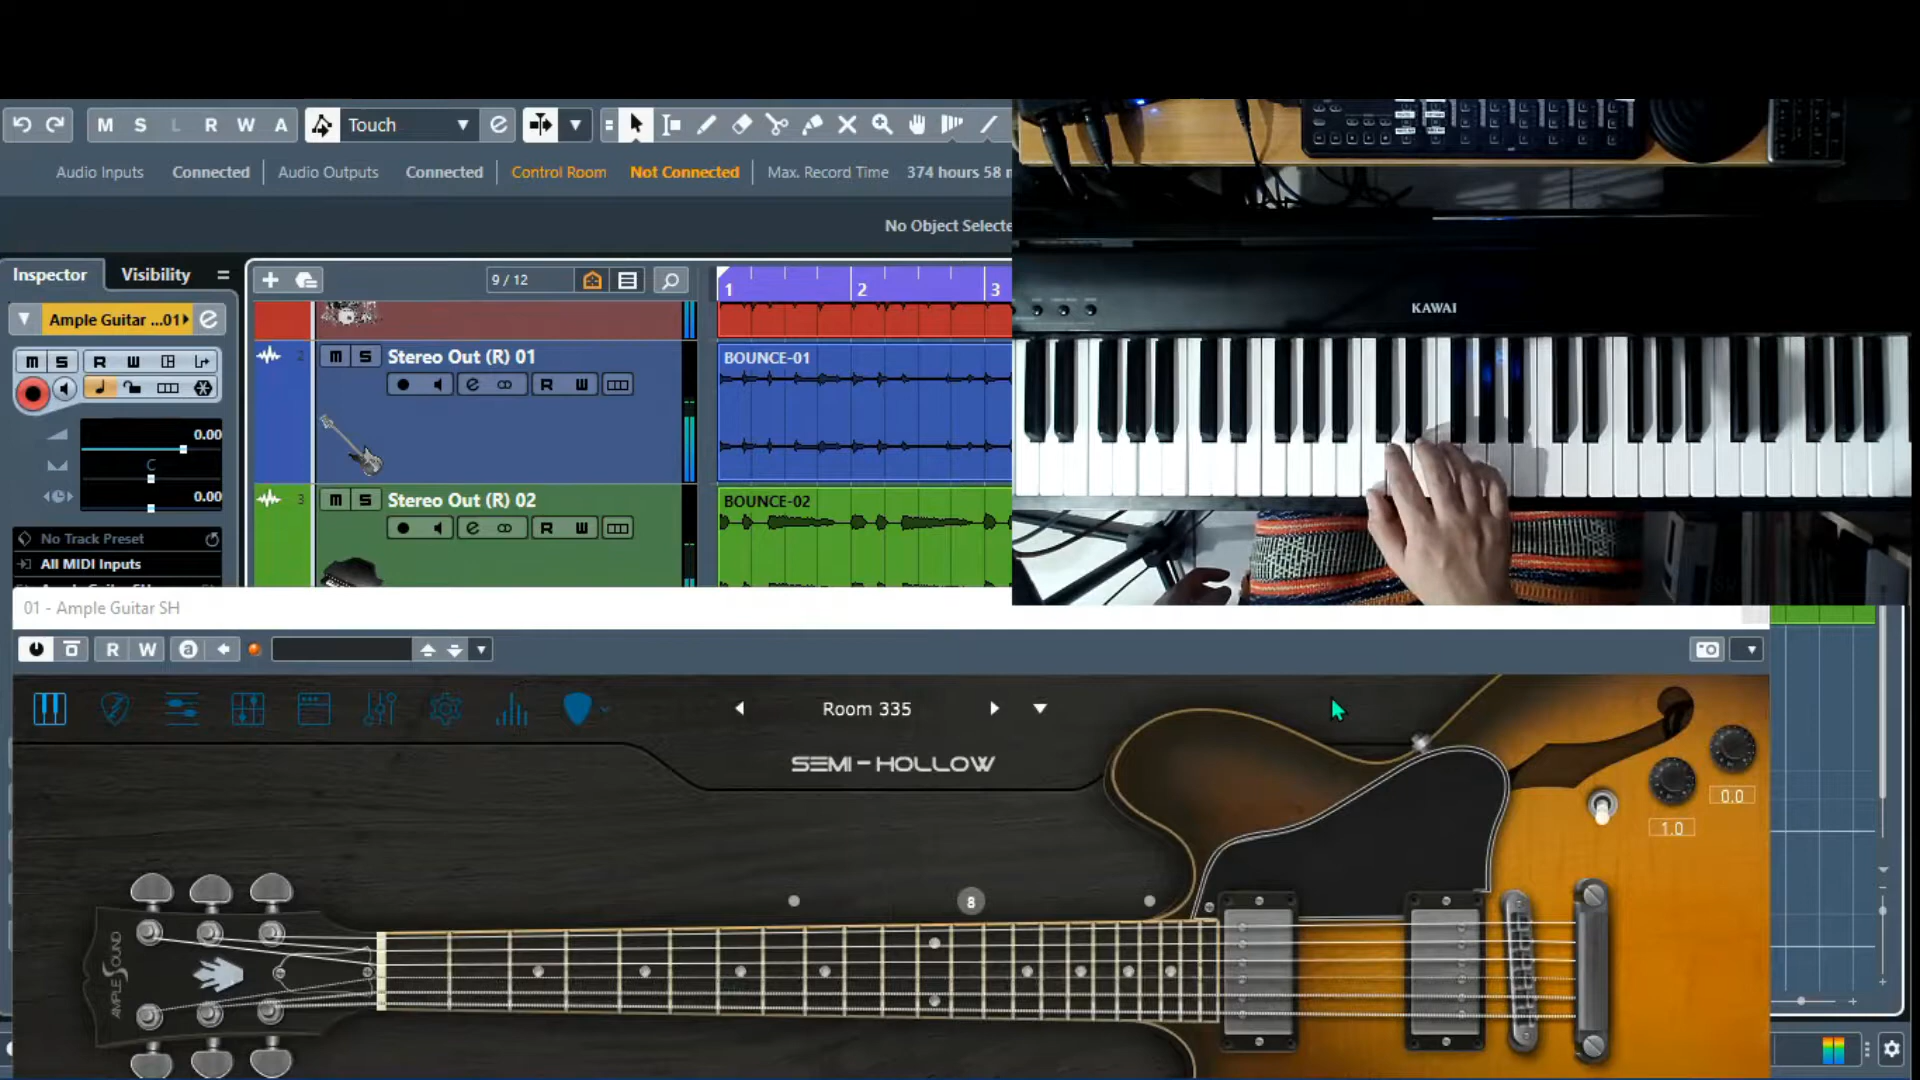 M S L R W A Touch
Audio Inputs Connected Audio Outputs Connected Control Room Not Connected Max. Record Time 374 hours 58
No Object Selecte
Inspector Visibility
9 / 12
1 2 3
Ample Guitar ...01
M S R W
0.00
C
0.00
No Track Preset
All MIDI Inputs
2 M S Stereo Out (R) 01
R W
BOUNCE-01
3 M S Stereo Out (R) 02
R W
BOUNCE-02
KAWAI
01 - Ample Guitar SH
R W
Room 335
SEMI-HOLLOW
0.0
1.0
8
AMPLE SOUND